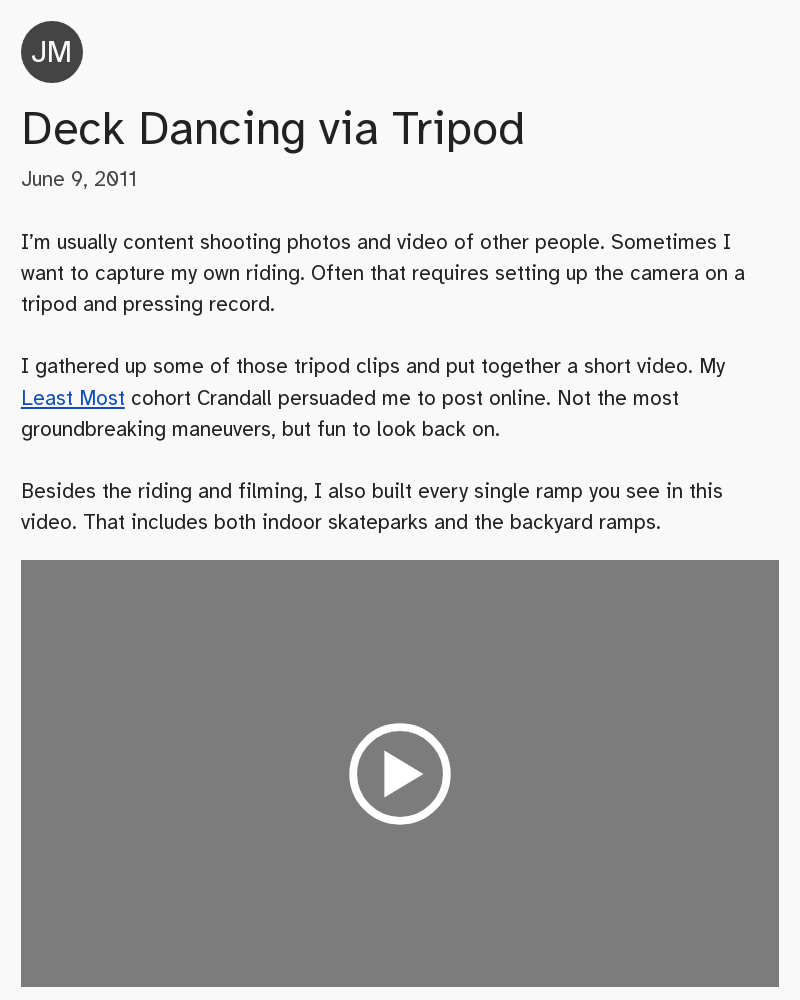 JM
Deck Dancing via Tripod
June 9, 2011
I’m usually content shooting photos and video of other people. Sometimes I
want to capture my own riding. Often that requires setting up the camera on a
tripod and pressing record.
I gathered up some of those tripod clips and put together a short video. My
Least Most cohort Crandall persuaded me to post online. Not the most
groundbreaking maneuvers, but fun to look back on.
Besides the riding and filming, I also built every single ramp you see in this
video. That includes both indoor skateparks and the backyard ramps.